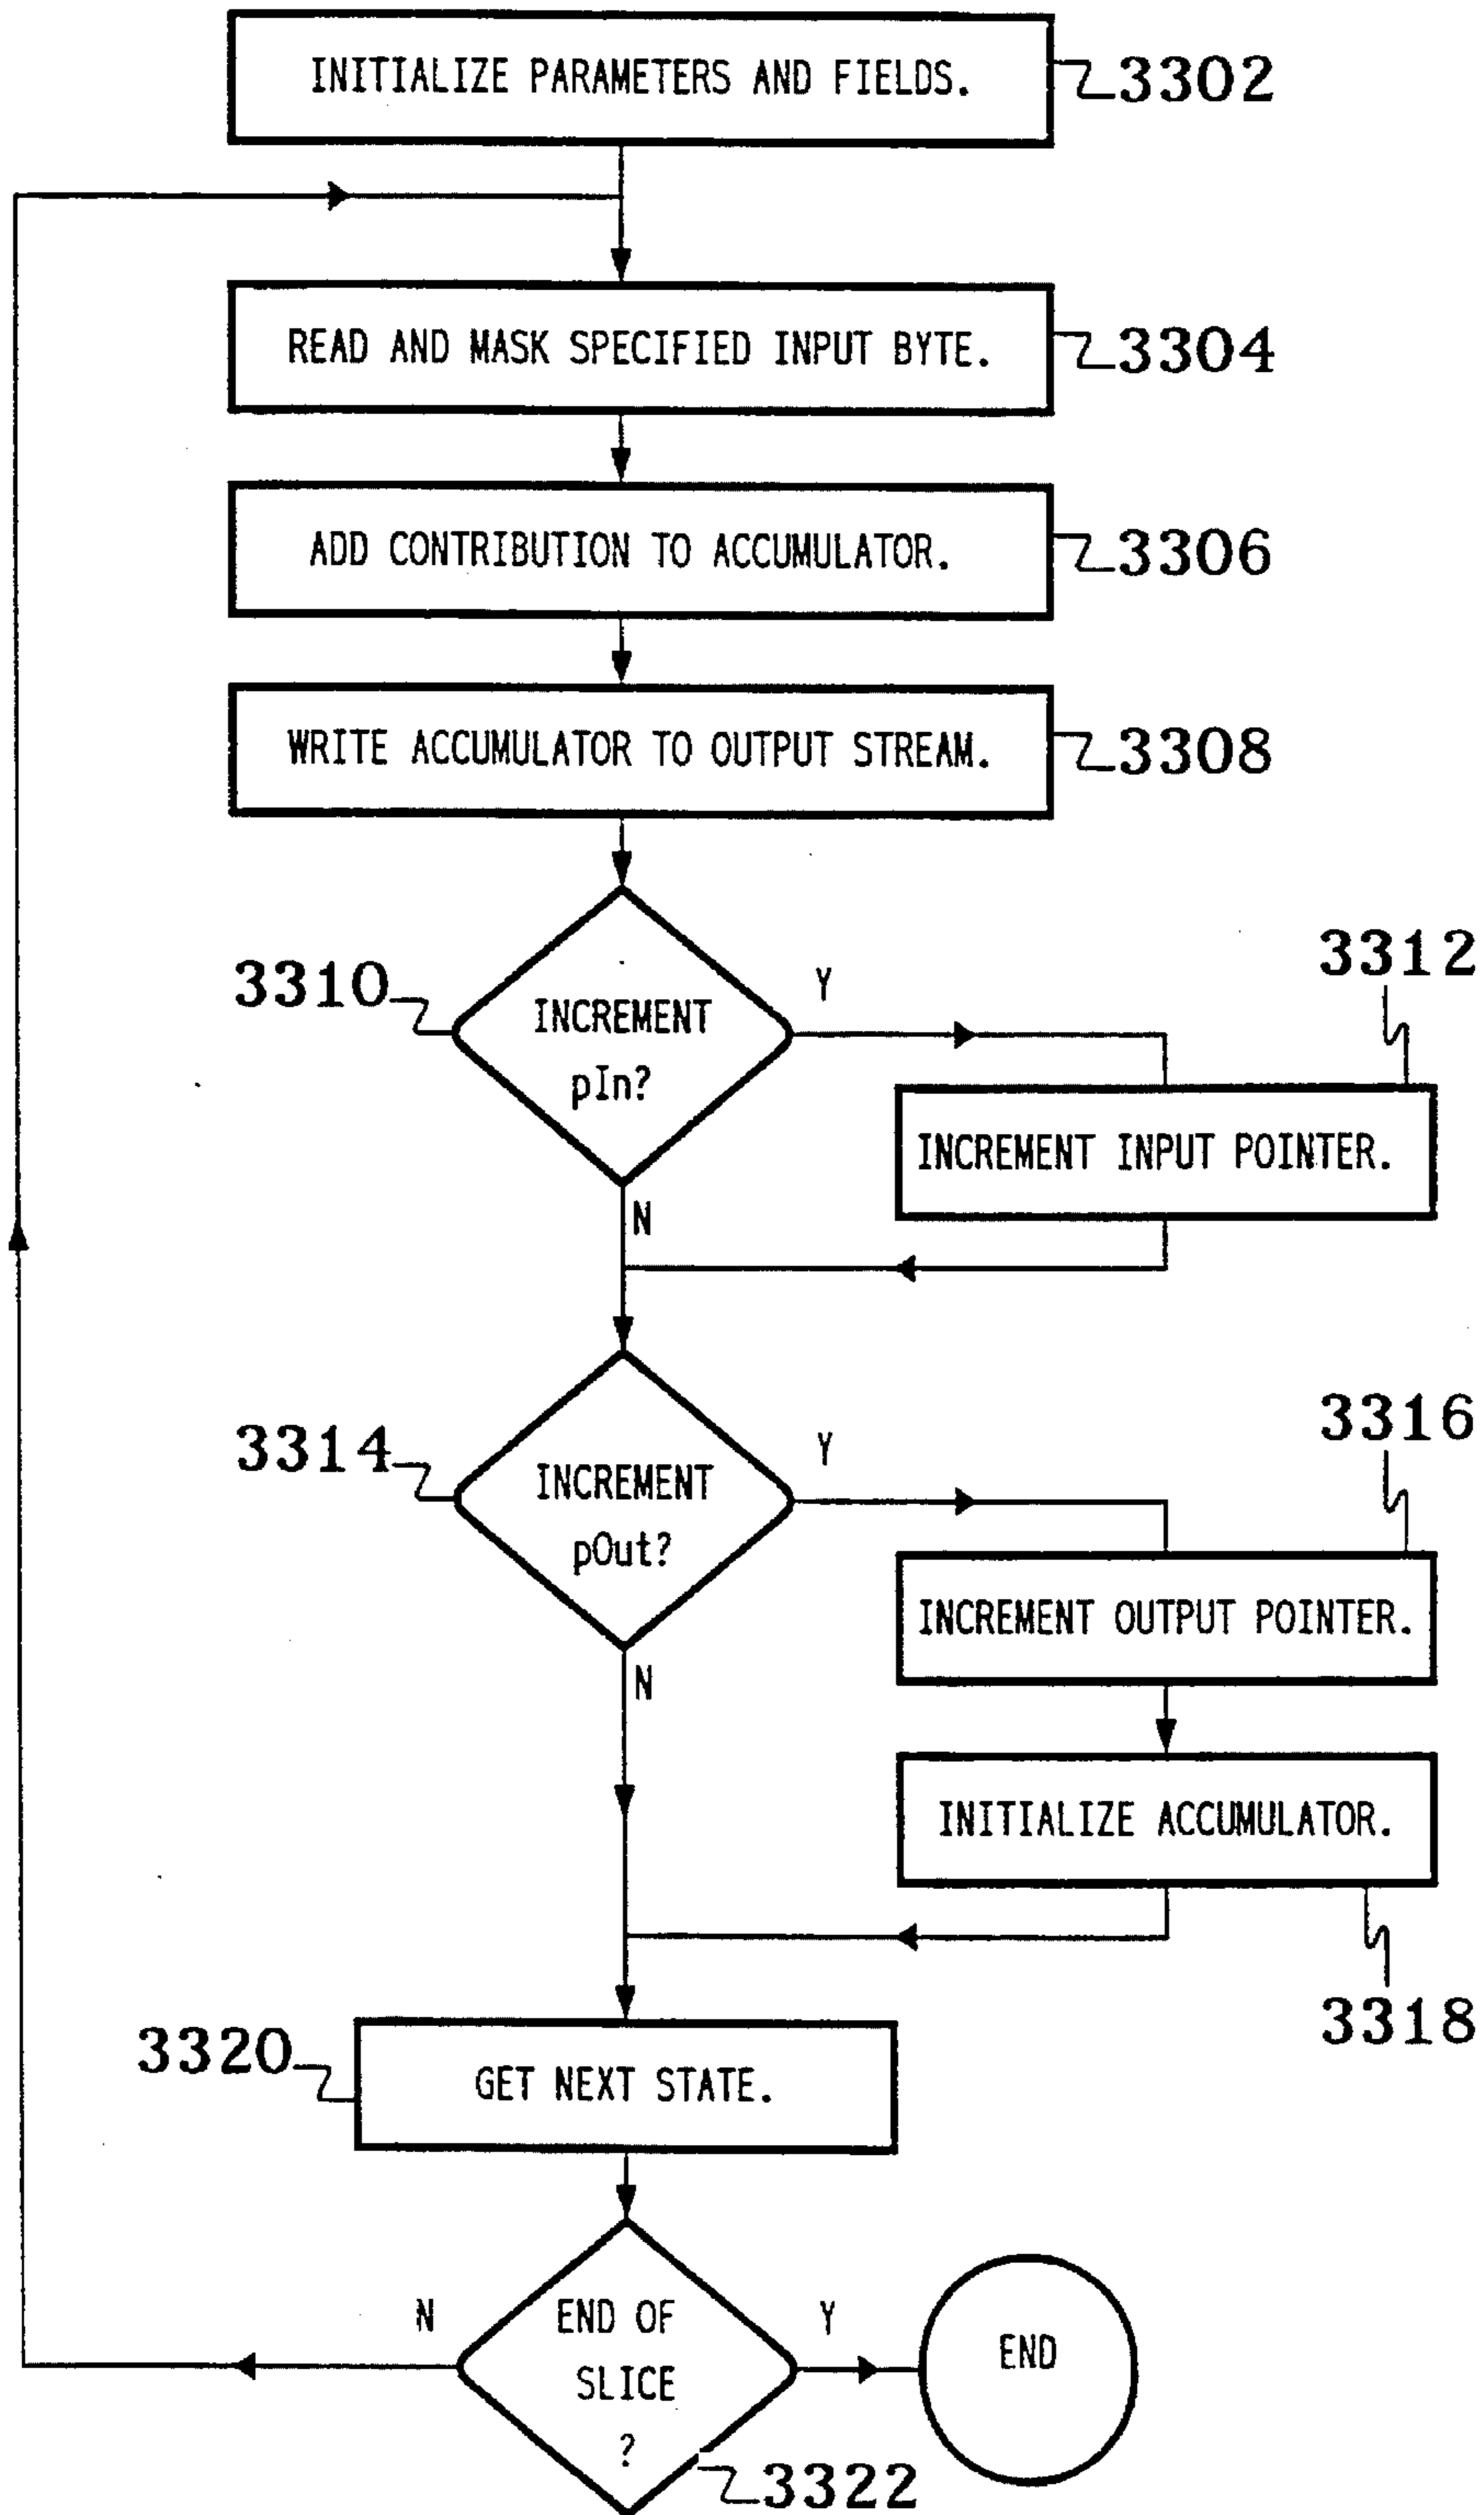 INITIALIZE PARAMETERS AND FIELDS.
3302
READ AND MASK SPECIFIED INPUT BYTE.
3304
ADD CONTRIBUTION TO ACCUMULATOR.
3306
WRITE ACCUMULATOR TO OUTPUT STREAM.
3308
3310
INCREMENT
pIn?
Y
N
3312
INCREMENT INPUT POINTER.
3314
INCREMENT
pOut?
Y
N
3316
INCREMENT OUTPUT POINTER.
INITIALIZE ACCUMULATOR.
3318
3320
GET NEXT STATE.
N
END OF
SLICE
?
Y
END
3322